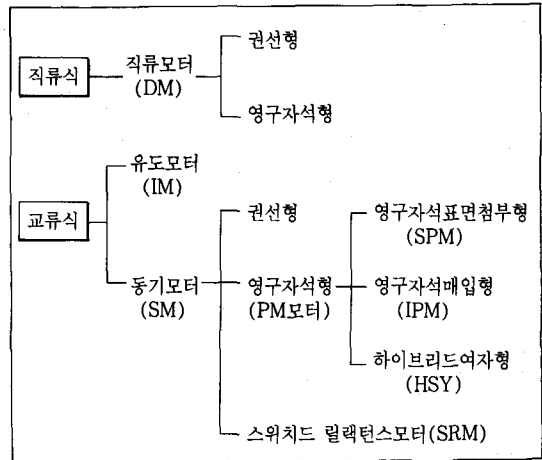 권선형
직류식
직류모터
(DM)
영구자석형
유도모터
(IM)
교류식
권선형
영구자석표면첨부형
(SPM)
동기모터
(SM)
영구자석형
(PM모터)
영구자석매입형
(IPM)
하이브리드여자형
(HSY)
스위치드 릴랙턴스모터(SRM)